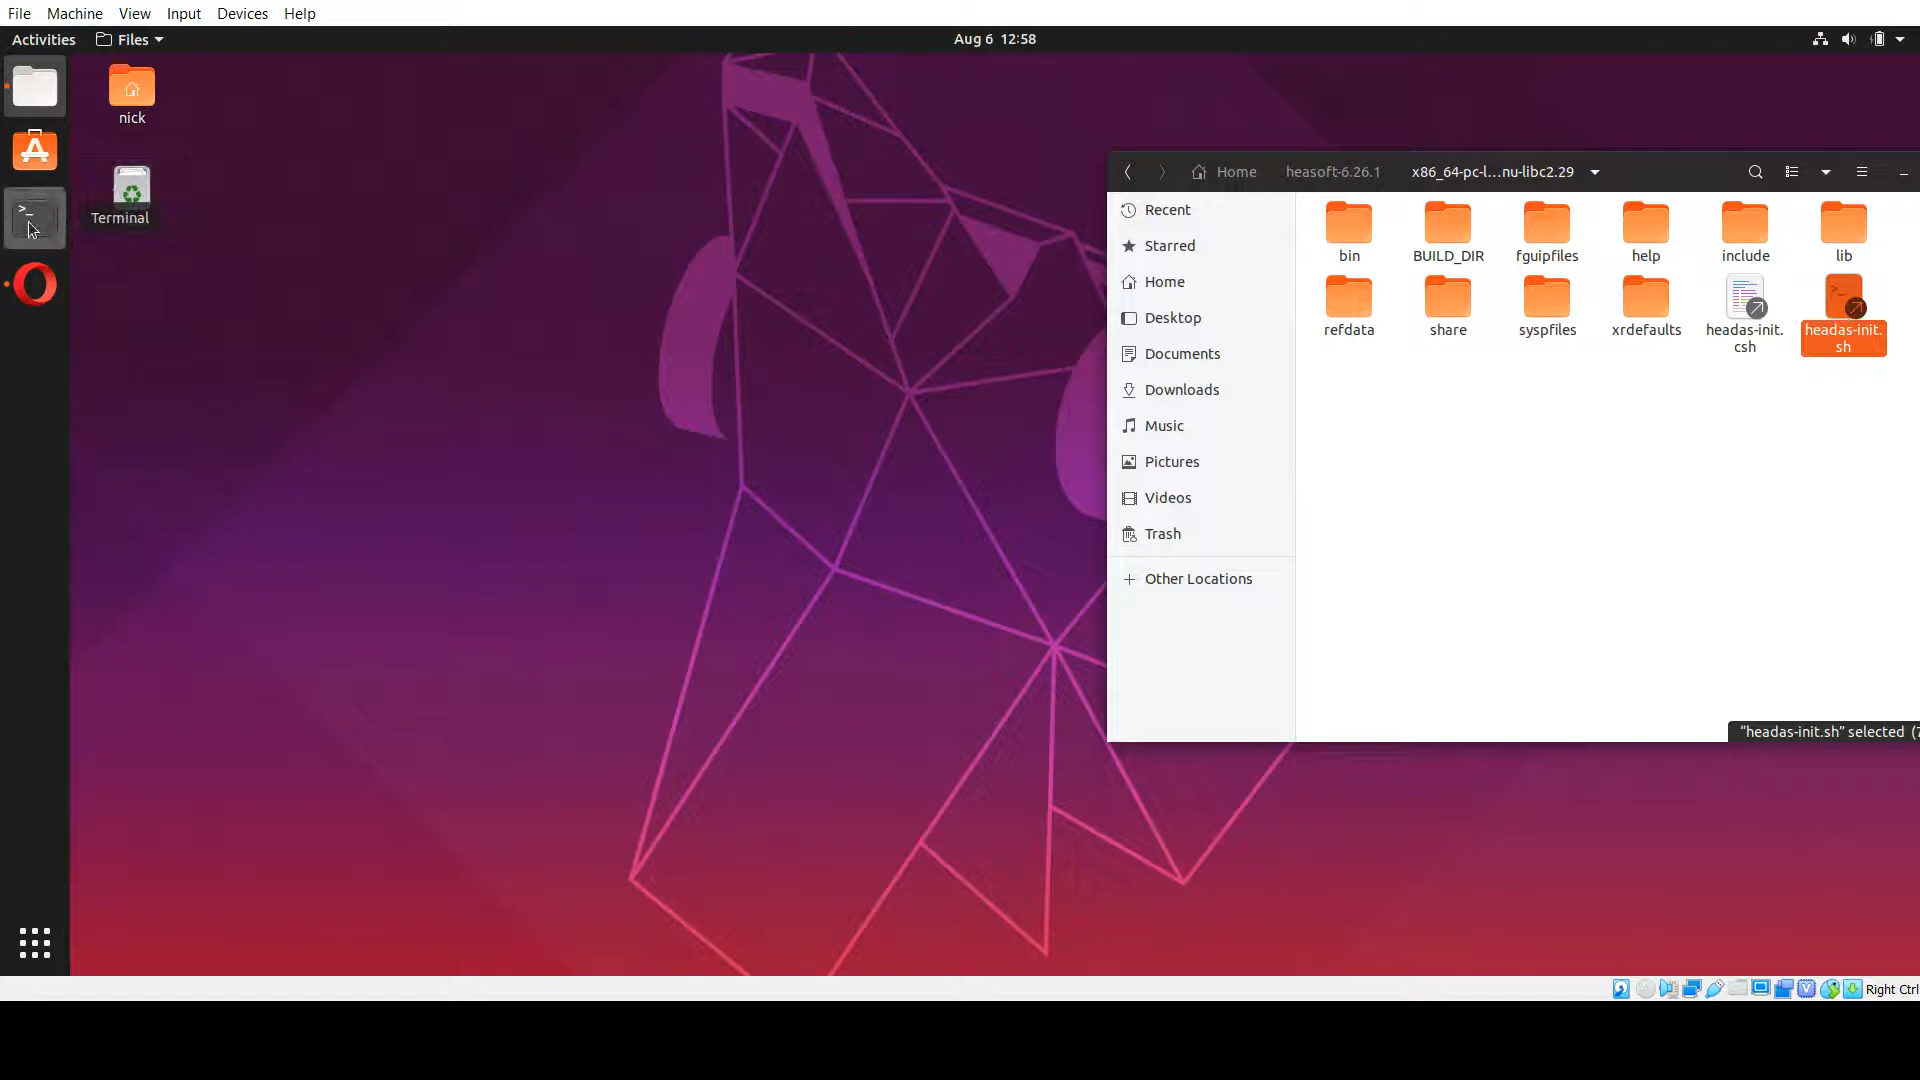 File Machine View Input Devices Help
Activities Files Aug 6 12:58
nick
Terminal
Home heasoft-6.26.1 x86_64-pc-l...nu-libc2.29
Recent
Starred
Home
Desktop
Documents
Downloads
Music
Pictures
Videos
Trash
Other Locations
bin BUILD_DIR fguipfiles help include lib
refdata share syspfiles xrdefaults headas-init.
csh headas-init.
sh
"headas-init.sh" selected (7
Right Ctrl